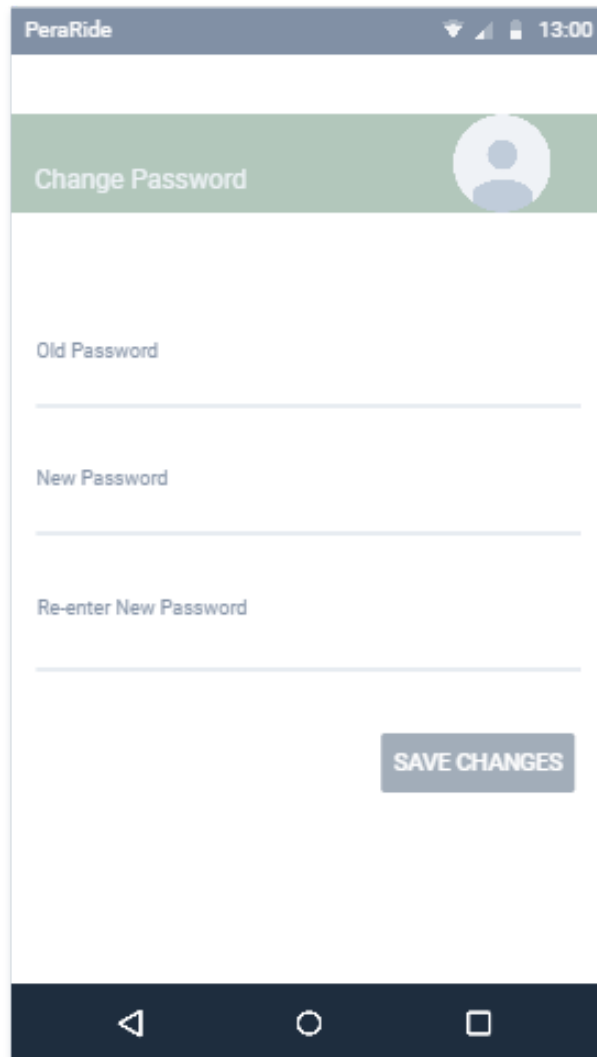 PeraRide 13:00
Change Password
Old Password
New Password
Re-enter New Password
SAVE CHANGES